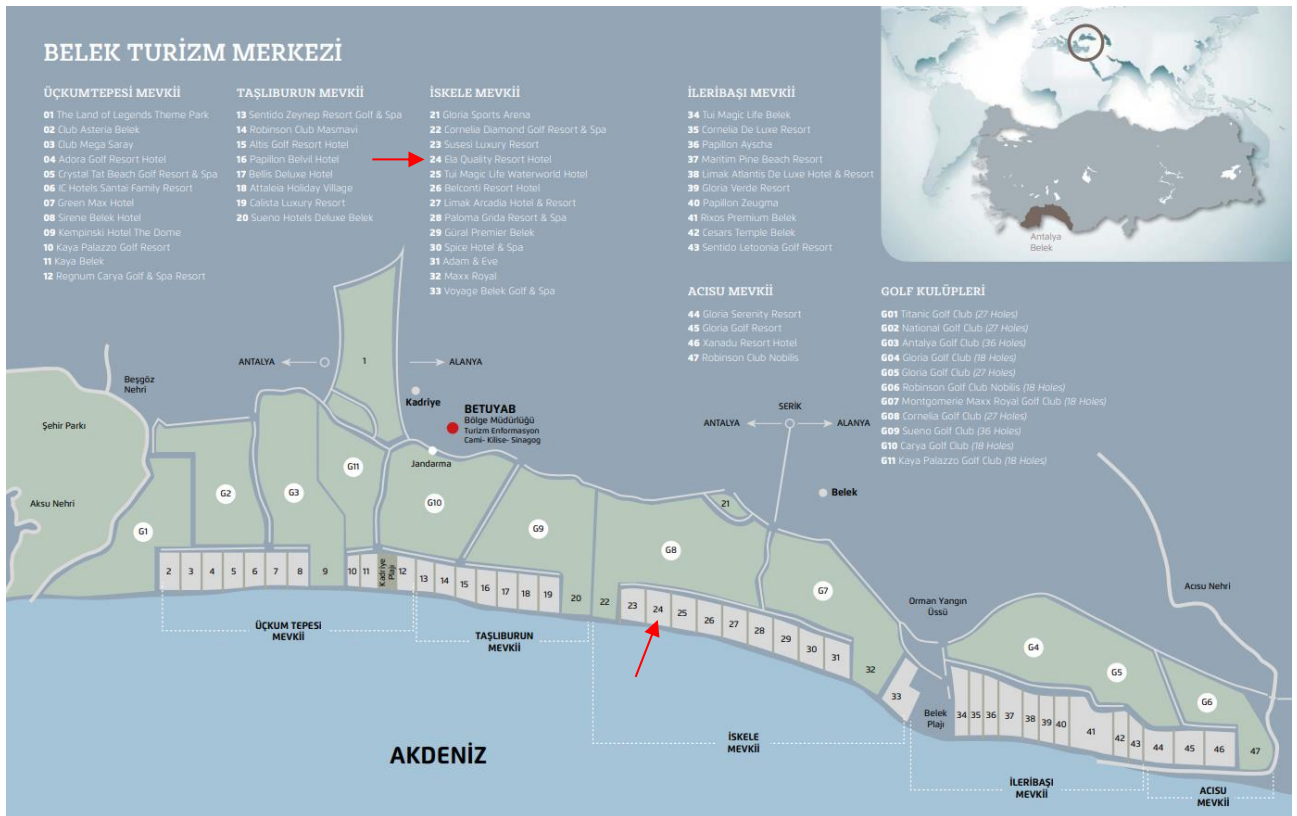 BELEK TURİZM MERKEZİ
ÜÇKUMTEPESİ MEVKİİ
01 The Land of Legends Theme Park
02 Club Asteria Belek
03 Club Mega Saray
04 Adora Golf Resort Hotel
05 Crystal Tat Beach Golf Resort & Spa
06 IC Hotels Santai Family Resort
07 Green Max Hotel
08 Sirene Belek Hotel
09 Kempinski Hotel The Dome
10 Kaya Palazzo Golf Resort
11 Kaya Belek
12 Regnum Carya Golf & Spa Resort
TAŞLIBURUN MEVKİİ
13 Sentido Zeynep Resort Golf & Spa
14 Robinson Club Masmavi
15 Altis Golf Resort Hotel
16 Papillon Belvil Hotel
17 Bellis Deluxe Hotel
18 Attaleia Holiday Village
19 Calista Luxury Resort
20 Sueno Hotels Deluxe Belek
İSKELE MEVKİİ
21 Gloria Sports Arena
22 Cornelia Diamond Golf Resort & Spa
23 Susesi Luxury Resort
24 Ela Quality Resort Hotel
25 Tui Magic Life Waterworld Hotel
26 Belconti Resort Hotel
27 Limak Arcadia Hotel & Resort
28 Paloma Grida Resort & Spa
29 Güral Premier Belek
30 Spice Hotel & Spa
31 Adam & Eve
32 Maxx Royal
33 Voyage Belek Golf & Spa
İLERİBAŞI MEVKİİ
34 Tui Magic Life Belek
35 Cornelia De Luxe Resort
36 Papillon Ayscha
37 Maritim Pine Beach Resort
38 Limak Atlantis De Luxe Hotel & Resort
39 Gloria Verde Resort
40 Papillon Zeugma
41 Rixos Premium Belek
42 Cesars Temple Belek
43 Sentido Letoonia Golf Resort
ACISU MEVKİİ
44 Gloria Serenity Resort
45 Gloria Golf Resort
46 Xanadu Resort Hotel
47 Robinson Club Nobilis
GOLF KULÜPLERİ
G01 Titanic Golf Club (27 Holes)
G02 National Golf Club (27 Holes)
G03 Antalya Golf Club (36 Holes)
G04 Gloria Golf Club (18 Holes)
G05 Gloria Golf Club (27 Holes)
G06 Robinson Golf Club Nobilis (18 Holes)
G07 Montgomerie Maxx Royal Golf Club (18 Holes)
G08 Cornelia Golf Club (27 Holes)
G09 Sueno Golf Club (36 Holes)
G10 Carya Golf Club (18 Holes)
G11 Kaya Palazzo Golf Club (18 Holes)
Antalya
Belek
ANTALYA
1
ALANYA
Beşgöz
Nehri
Kadriye
BETUYAB
Bölge Müdürlüğü
Turizm Enformasyon
Cami- Kilise- Sinagog
SERİK
ANTALYA
ALANYA
Şehir Parkı
Jandarma
G11
Belek
Aksu Nehri
G1
G2
G3
G10
G9
21
G8
G7
Acısu Nehri
Orman Yangın
Üssü
2 3 4 5 6 7 8 9 10 11
Kadriye
Plajı
12 13 14 15 16 17 18 19 20 22 23 24 25 26 27 28 29 30 31 32 33
G4
G5
G6
Belek
Plajı
34 35 36 37 38 39 40 41 42 43 44 45 46 47
ÜÇKUM TEPESI
MEVKİİ
TAŞLIBURUN
MEVKİİ
İSKELE
MEVKİİ
İLERİBAŞI
MEVKİİ
ACISU
MEVKİİ
AKDENİZ